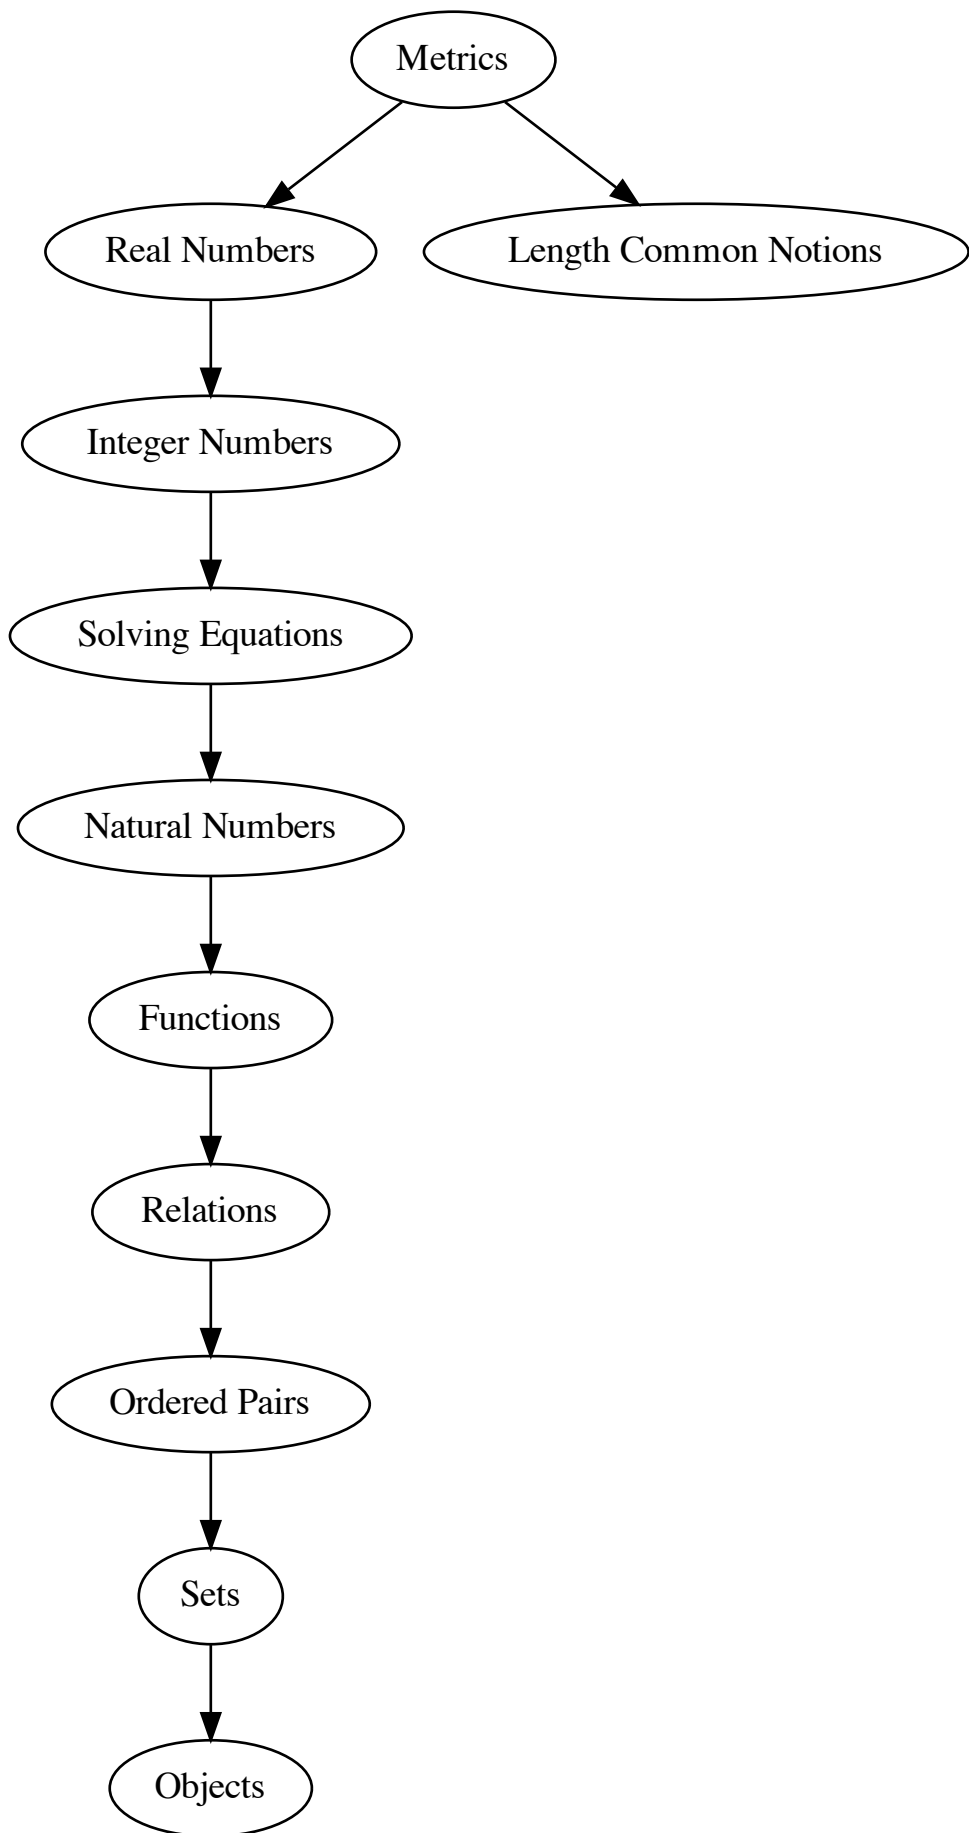 Metrics
Real Numbers
Length Common Notions
Integer Numbers
Solving Equations
Natural Numbers
Functions
Relations
Ordered Pairs
Sets
Objects